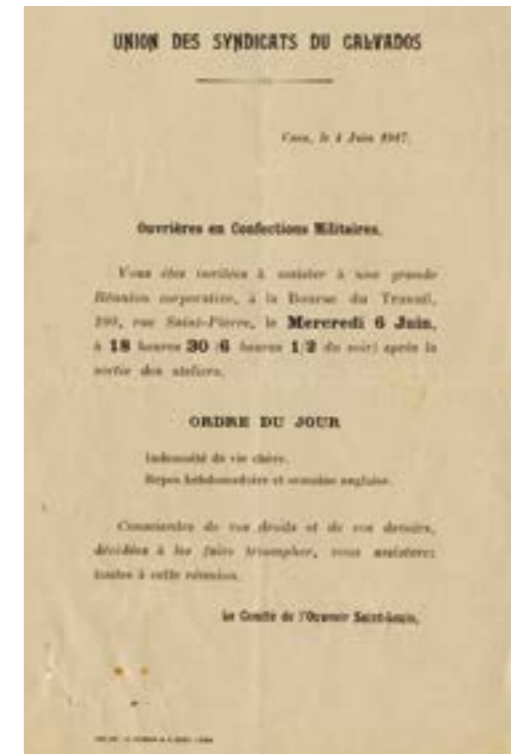 UNION DES SYNDICATS DU CALVADOS
Caen, le 4 Juin 1917.
Ouvrières en Confections Militaires,
Vous êtes invitées à assister à une grande
Réunion corporative, à la Bourse du Travail,
rue Saint-Pierre, le Mercredi 6 Juin,
à 18 heures 30 (6 heures 1/2 du soir) après la
sortie des ateliers.
ORDRE DU JOUR
Indemnité de vie chère.
Repos hebdomadaire et semaine anglaise.
Conscientes de vos droits et de vos devoirs,
décidées à les faire triompher, vous assisterez
toutes à cette réunion.
Le Comité de l'Ouvroir Saint-Louis,